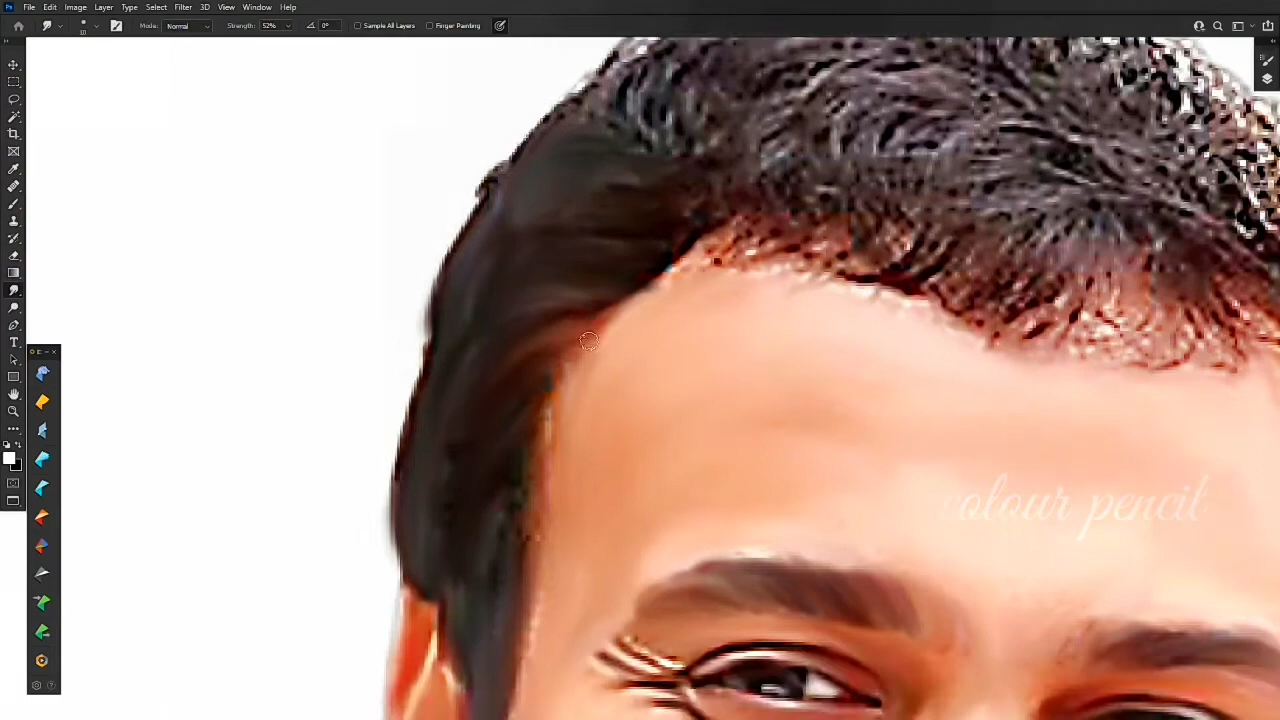 File Edit Image Layer Type Select Filter 3D View Window Help
Mode: Normal Strength: 52% 0° Sample All Layers Finger Painting
colour pencil